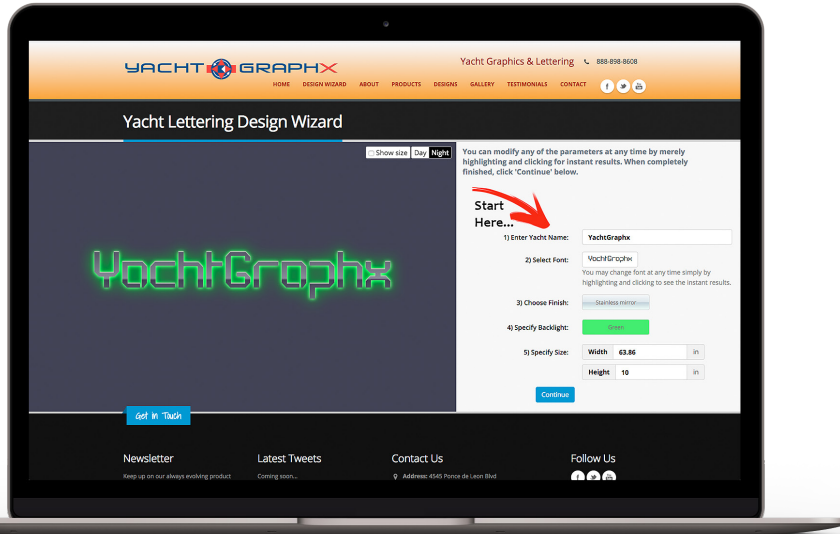 YACHT GRAPHX
Yacht Graphics & Lettering 888-898-8608
HOME DESIGN WIZARD ABOUT PRODUCTS DESIGNS GALLERY TESTIMONIALS CONTACT
Yacht Lettering Design Wizard
Show size Day Night
YachtGraphx
You can modify any of the parameters at any time by merely
highlighting and clicking for instant results. When completely
finished, click 'Continue' below.
Start
Here...
1) Enter Yacht Name: YachtGraphx
2) Select Font: YachtGraphx
You may change font at any time simply by
highlighting and clicking to see the instant results.
3) Choose Finish: Stainless mirror
4) Specify Backlight: Green
5) Specify Size: Width 63.86 in
Height 10 in
Continue
Get In Touch
Newsletter Latest Tweets Contact Us Follow Us
Keep up on our always evolving product Coming soon... Address: 4545 Ponce de Leon Blvd